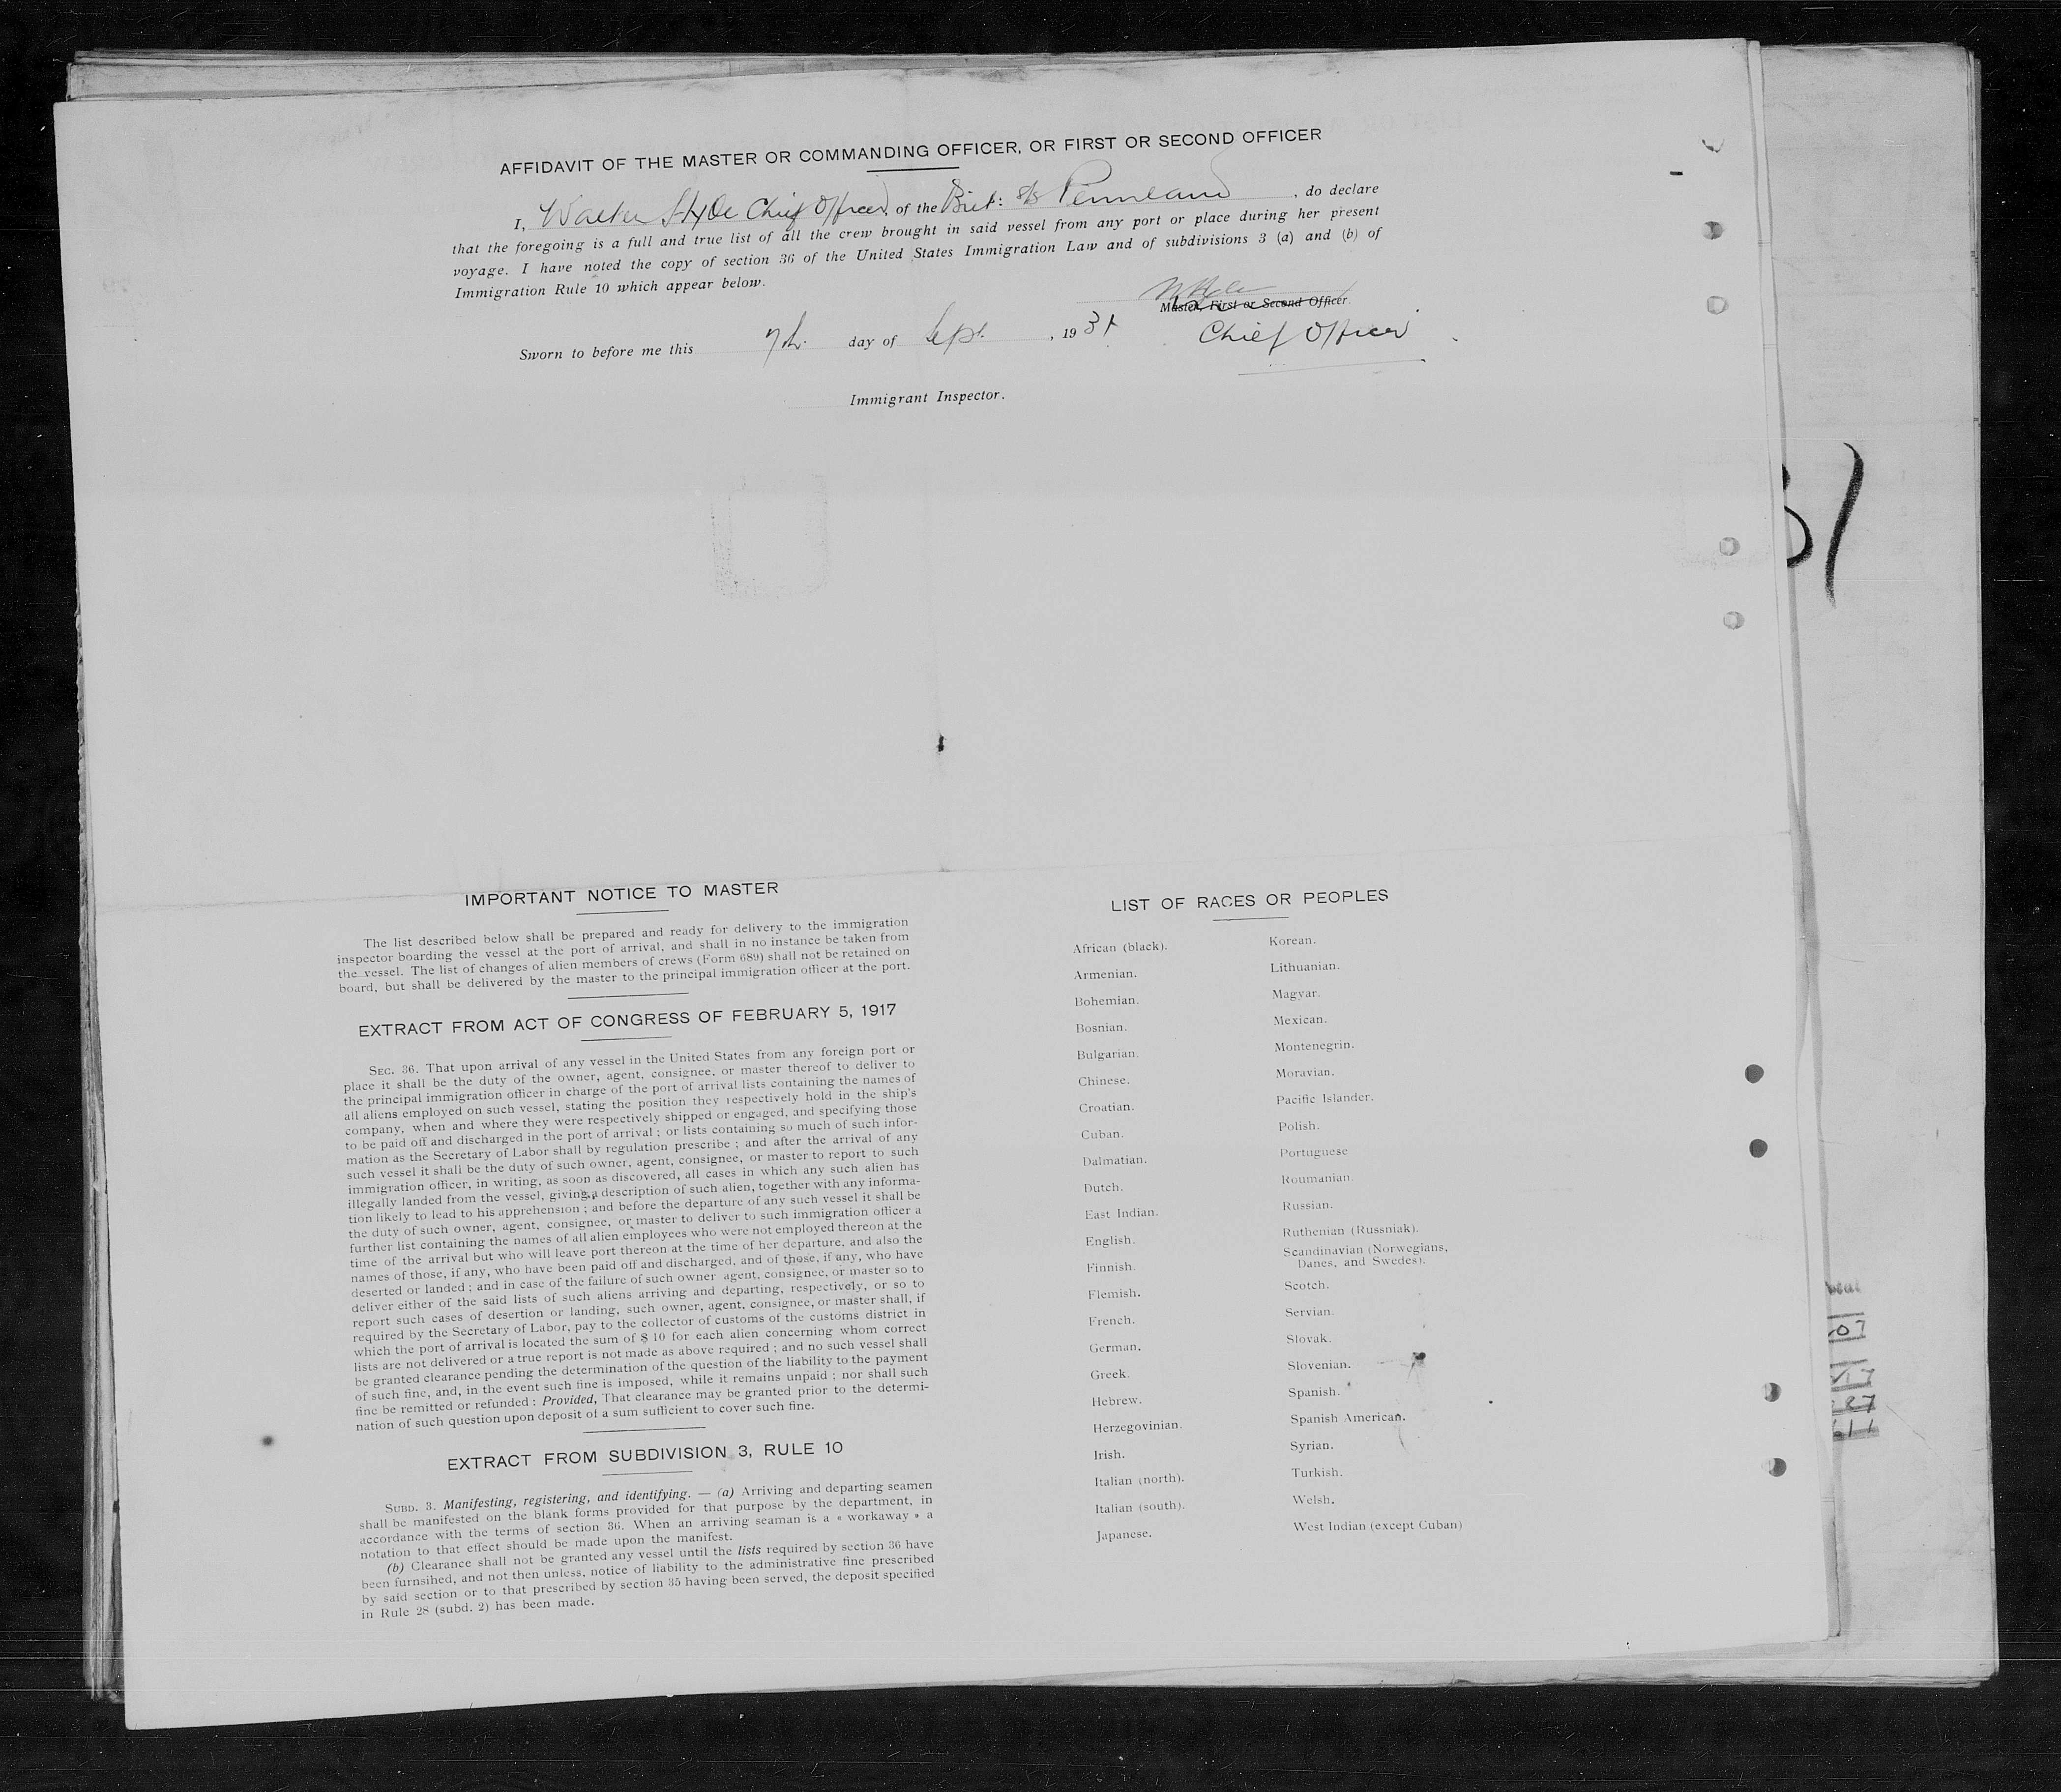 AFFIDAVIT OF THE MASTER OR COMMANDING OFFICER, OR FIRST OR SECOND OFFICER
I, Walter Chief Officer, of the Brit: s/s Pennland, do declare
that the foregoing is a full and true list of all the crew brought in said vessel from any port or place during her present
voyage. I have noted the copy of section 36 of the United States Immigration Law and of subdivisions 3 (a) and (b) of
Immigration Rule 10 which appear below.
Master, First or Second Officer.
Sworn to before me this 7th. day of Sept., 1931
Chief Officer
Immigrant Inspector.
IMPORTANT NOTICE TO MASTER
The list described below shall be prepared and ready for delivery to the immigration
inspector boarding the vessel at the port of arrival, and shall in no instance be taken from
the vessel. The list of changes of alien members of crews (Form 689) shall not be retained on
board, but shall be delivered by the master to the principal immigration officer at the port.
EXTRACT FROM ACT OF CONGRESS OF FEBRUARY 5, 1917
SEC. 36. That upon arrival of any vessel in the United States from any foreign port or
place it shall be the duty of the owner, agent, consignee, or master thereof to deliver to
the principal immigration officer in charge of the port of arrival lists containing the names of
all aliens employed on such vessel, stating the position they respectively hold in the ship's
company, when and where they were respectively shipped or engaged, and specifying those
to be paid off and discharged in the port of arrival; or lists containing so much of such infor-
mation as the Secretary of Labor shall by regulation prescribe; and after the arrival of any
such vessel it shall be the duty of such owner, agent, consignee, or master to report to such
immigration officer, in writing, as soon as discovered, all cases in which any such alien has
illegally landed from the vessel, giving a description of such alien, together with any informa-
tion likely to lead to his apprehension; and before the departure of any such vessel it shall be
the duty of such owner, agent, consignee, or master to deliver to such immigration officer a
further list containing the names of all alien employees who were not employed thereon at the
time of the arrival but who will leave port thereon at the time of her departure, and also the
names of those, if any, who have been paid off and discharged, and of those, if any, who have
deserted or landed; and in case of the failure of such owner agent, consignee, or master so to
deliver either of the said lists of such aliens arriving and departing, respectively, or so to
report such cases of desertion or landing, such owner, agent, consignee, or master shall, if
required by the Secretary of Labor, pay to the collector of customs of the customs district in
which the port of arrival is located the sum of $ 10 for each alien concerning whom correct
lists are not delivered or a true report is not made as above required; and no such vessel shall
be granted clearance pending the determination of the question of the liability to the payment
of such fine, and, in the event such fine is imposed, while it remains unpaid; nor shall such
fine be remitted or refunded: Provided, That clearance may be granted prior to the determi-
nation of such question upon deposit of a sum sufficient to cover such fine.
EXTRACT FROM SUBDIVISION 3, RULE 10
SUBD. 3. Manifesting, registering, and identifying. — (a) Arriving and departing seamen
shall be manifested on the blank forms provided for that purpose by the department, in
accordance with the terms of section 36. When an arriving seaman is a « workaway » a
notation to that effect should be made upon the manifest.
(b) Clearance shall not be granted any vessel until the lists required by section 36 have
been furnsihed, and not then unless, notice of liability to the administrative fine prescribed
by said section or to that prescribed by section 35 having been served, the deposit specified
in Rule 28 (subd. 2) has been made.
LIST OF RACES OR PEOPLES
African (black).
Armenian.
Bohemian.
Bosnian.
Bulgarian.
Chinese.
Croatian.
Cuban.
Dalmatian.
Dutch.
East Indian.
English.
Finnish.
Flemish.
French.
German.
Greek.
Hebrew.
Herzegovinian.
Irish.
Italian (north).
Italian (south).
Japanese.
Korean.
Lithuanian.
Magyar.
Mexican.
Montenegrin.
Moravian.
Pacific Islander.
Polish.
Portuguese
Roumanian.
Russian.
Ruthenian (Russniak).
Scandinavian (Norwegians,
Danes, and Swedes).
Scotch.
Servian.
Slovak.
Slovenian.
Spanish.
Spanish American.
Syrian.
Turkish.
Welsh.
West Indian (except Cuban)